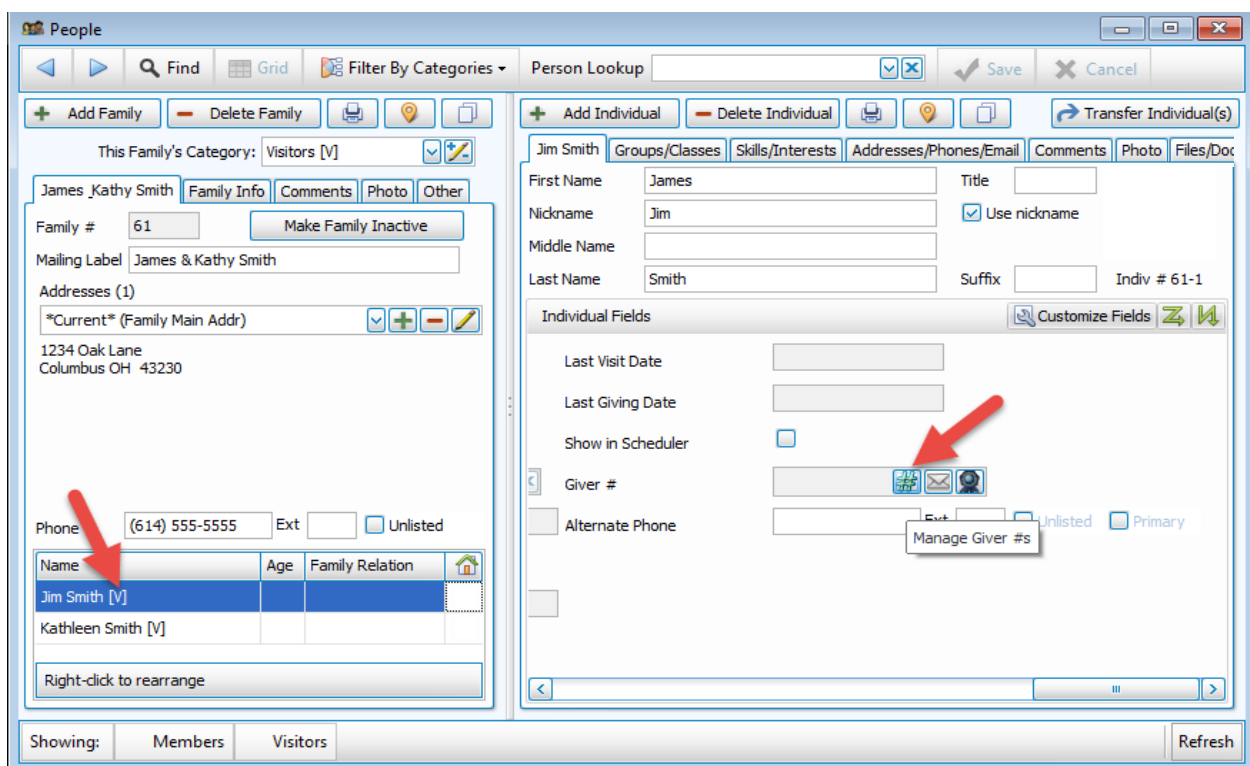 People
Find Grid Filter By Categories Person Lookup Save Cancel
Add Family Delete Family
This Family's Category: Visitors [V]
James _Kathy Smith Family Info Comments Photo Other
Family # 61 Make Family Inactive
Mailing Label James & Kathy Smith
Addresses (1)
*Current* (Family Main Addr)
1234 Oak Lane
Columbus OH 43230
Phone (614) 555-5555 Ext Unlisted
Name Age Family Relation
Jim Smith [V]
Kathleen Smith [V]
Right-click to rearrange
Add Individual Delete Individual Transfer Individual(s)
Jim Smith Groups/Classes Skills/Interests Addresses/Phones/Email Comments Photo Files/Doc
First Name James Title
Nickname Jim Use nickname
Middle Name
Last Name Smith Suffix Indiv # 61-1
Individual Fields Customize Fields
Last Visit Date
Last Giving Date
Show in Scheduler
Giver # #
Alternate Phone Ext Unlisted Primary
Manage Giver #s
Showing: Members Visitors Refresh